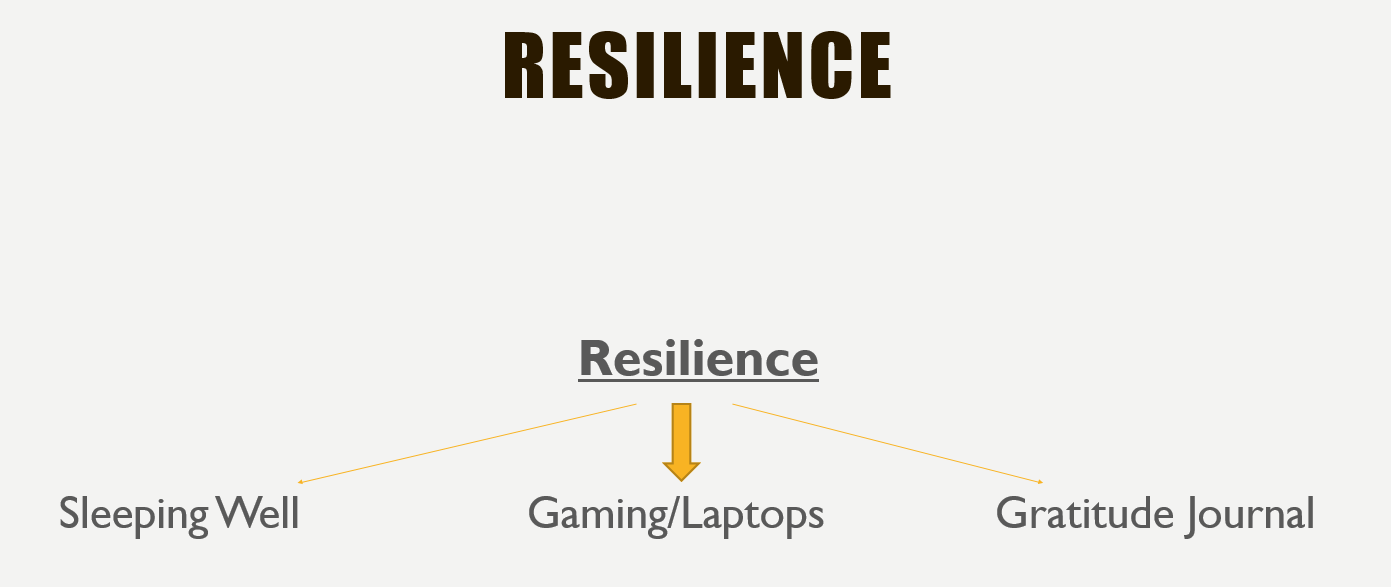 RESILIENCE
Resilience
Sleeping Well
Gaming/Laptops
Gratitude Journal